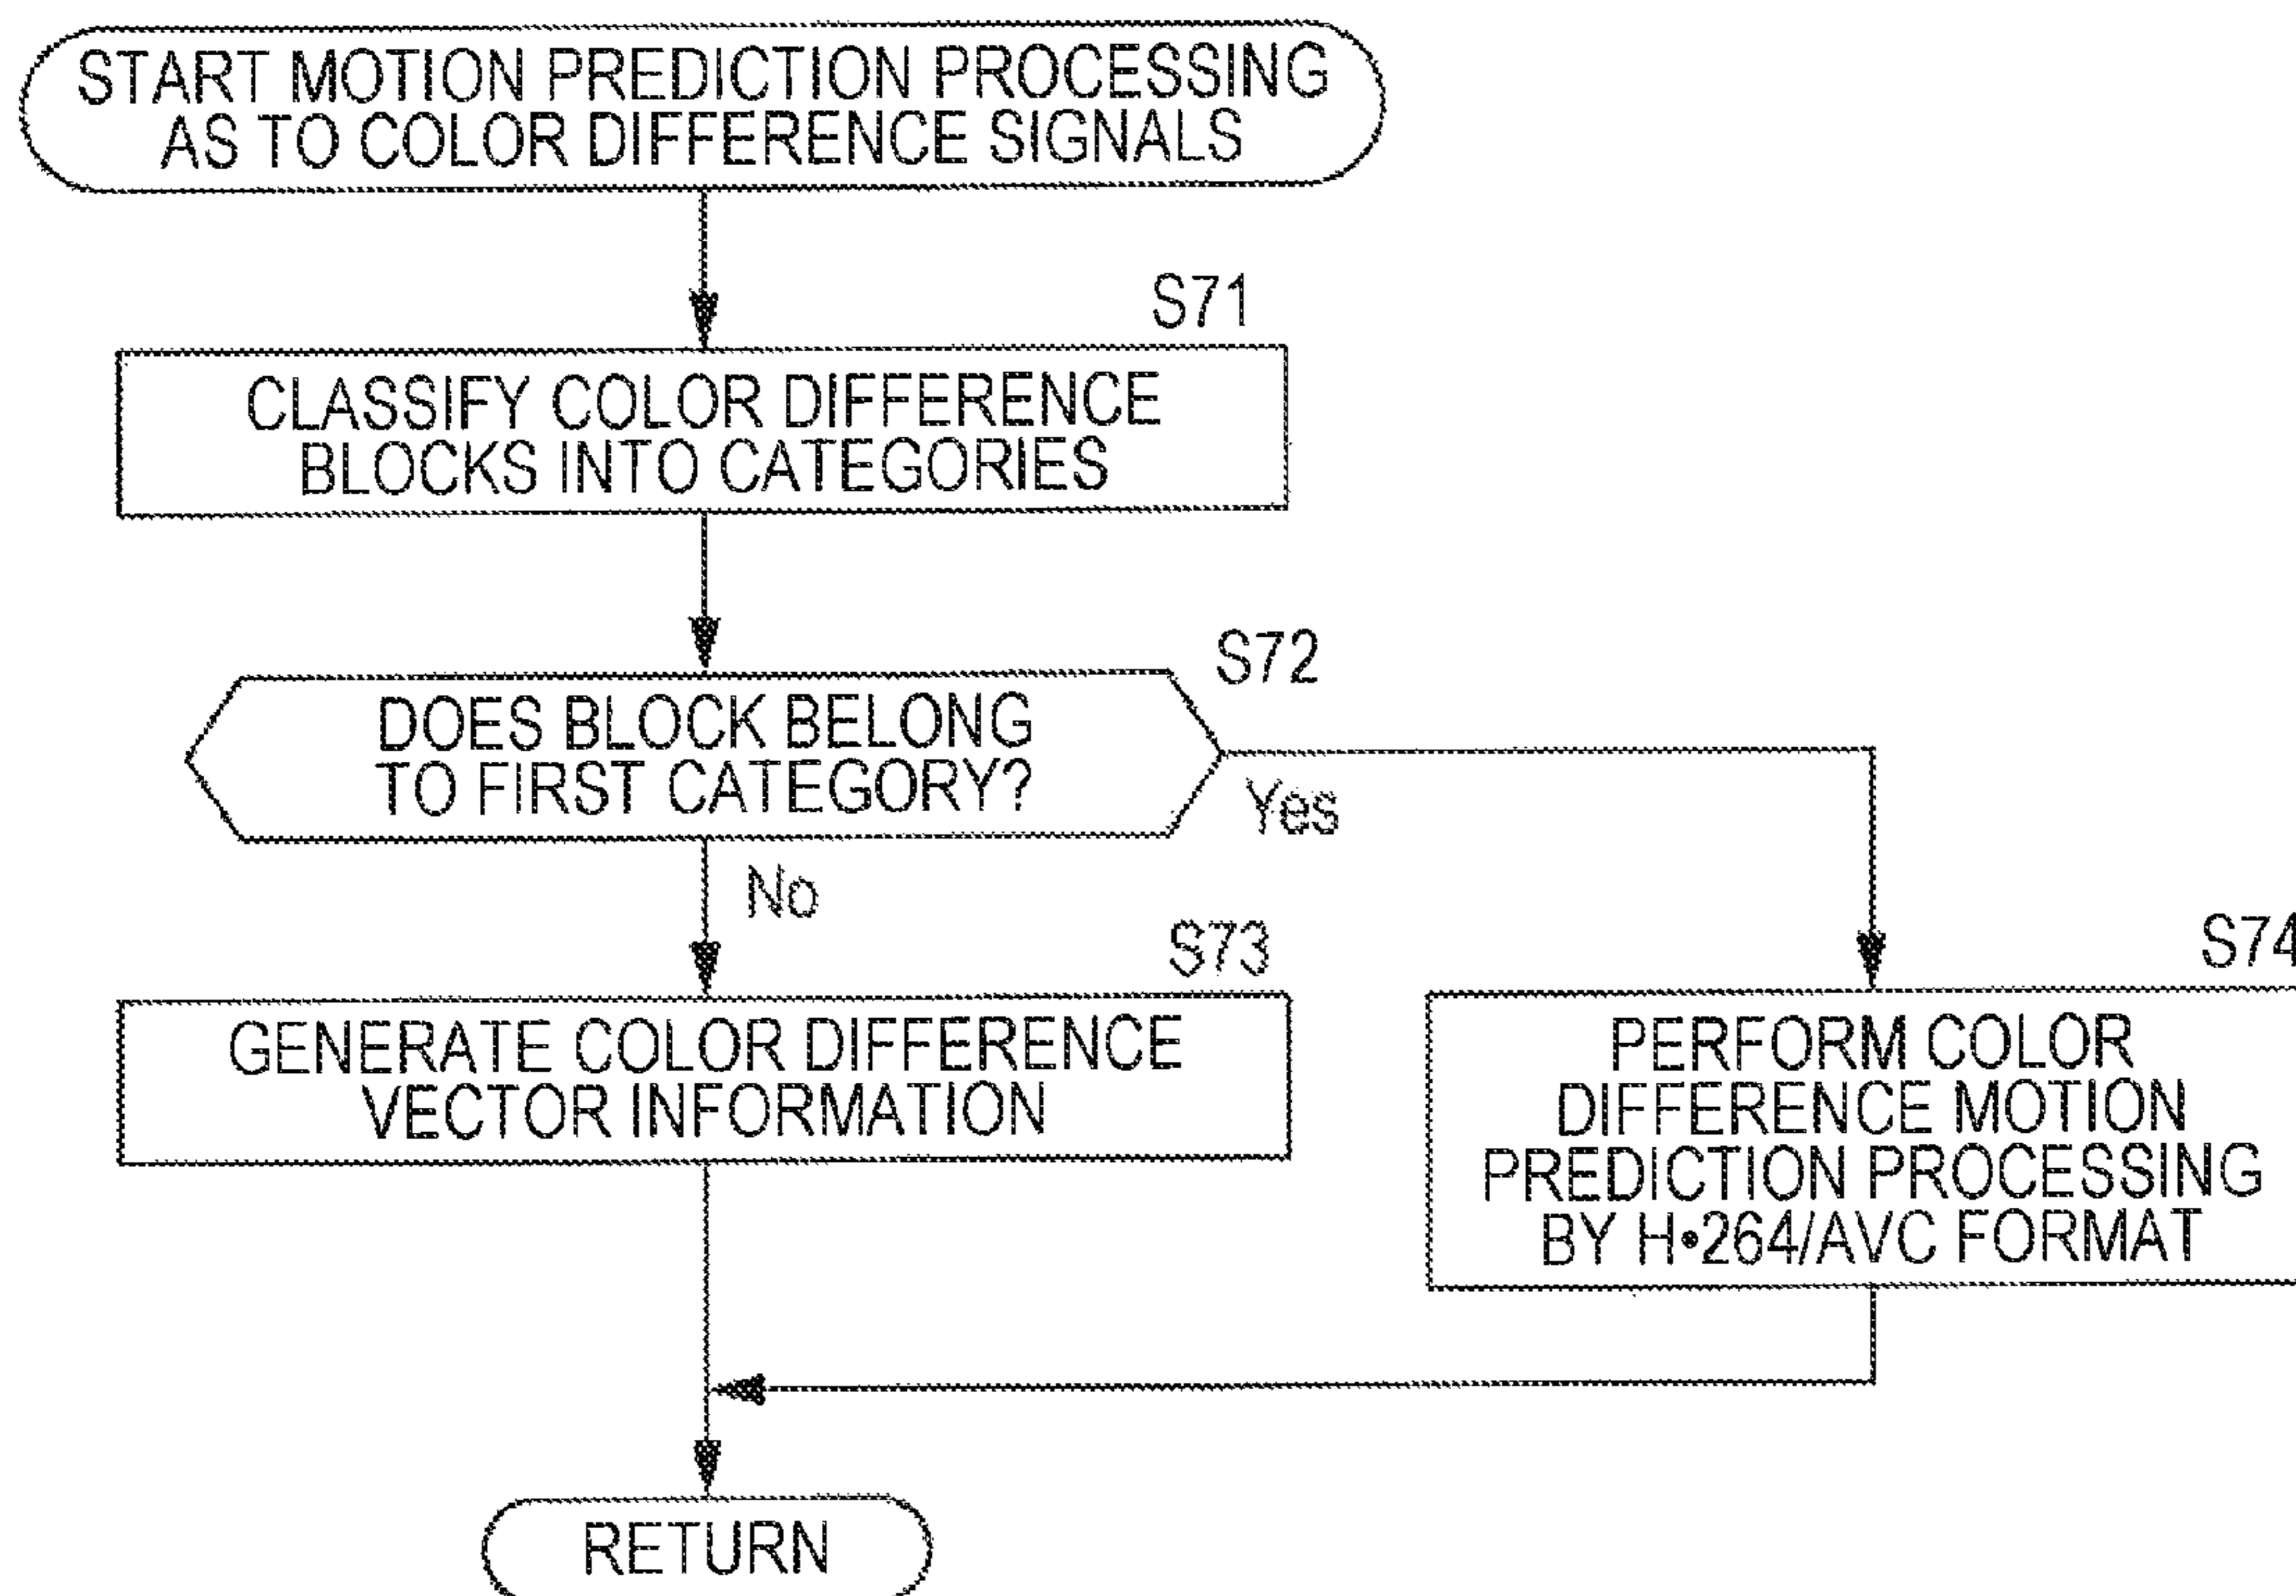 START MOTION PREDICTION PROCESSING
AS TO COLOR DIFFERENCE SIGNALS
S71
CLASSIFY COLOR DIFFERENCE
BLOCKS INTO CATEGORIES
S72
DOES BLOCK BELONG
TO FIRST CATEGORY?
Yes
No
S73
GENERATE COLOR DIFFERENCE
VECTOR INFORMATION
S74
PERFORM COLOR
DIFFERENCE MOTION
PREDICTION PROCESSING
BY H•264/AVC FORMAT
RETURN